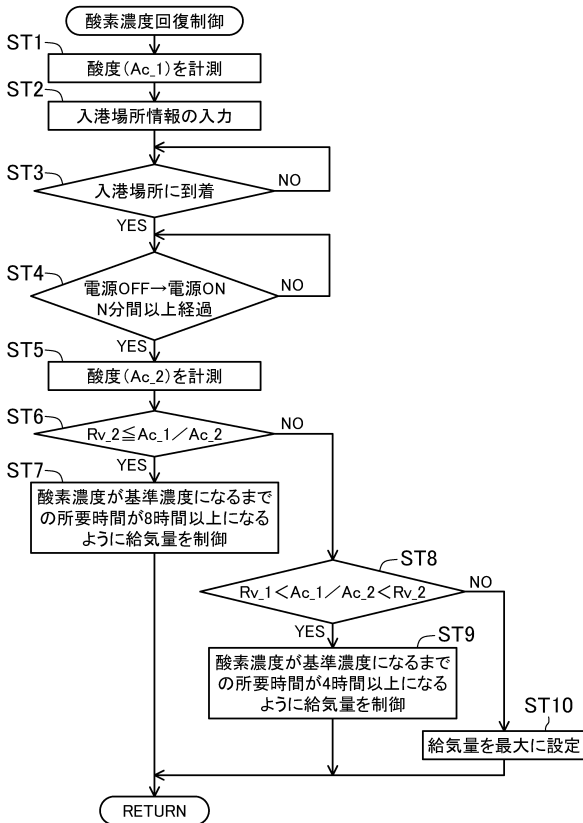 酸素濃度回復制御
ST1
酸度(Ac_1)を計測
ST2
入港場所情報の入力
ST3
入港場所に到着
NO
YES
ST4
電源OFF→電源ON
N分間以上経過
NO
YES
ST5
酸度(Ac_2)を計測
ST6
Rv_2≦Ac_1／Ac_2
NO
YES
ST7
酸素濃度が基準濃度になるまで
の所要時間が8時間以上になる
ように給気量を制御
ST8
Rv_1＜Ac_1／Ac_2＜Rv_2
NO
YES
ST9
酸素濃度が基準濃度になるまで
の所要時間が4時間以上になる
ように給気量を制御
ST10
給気量を最大に設定
RETURN